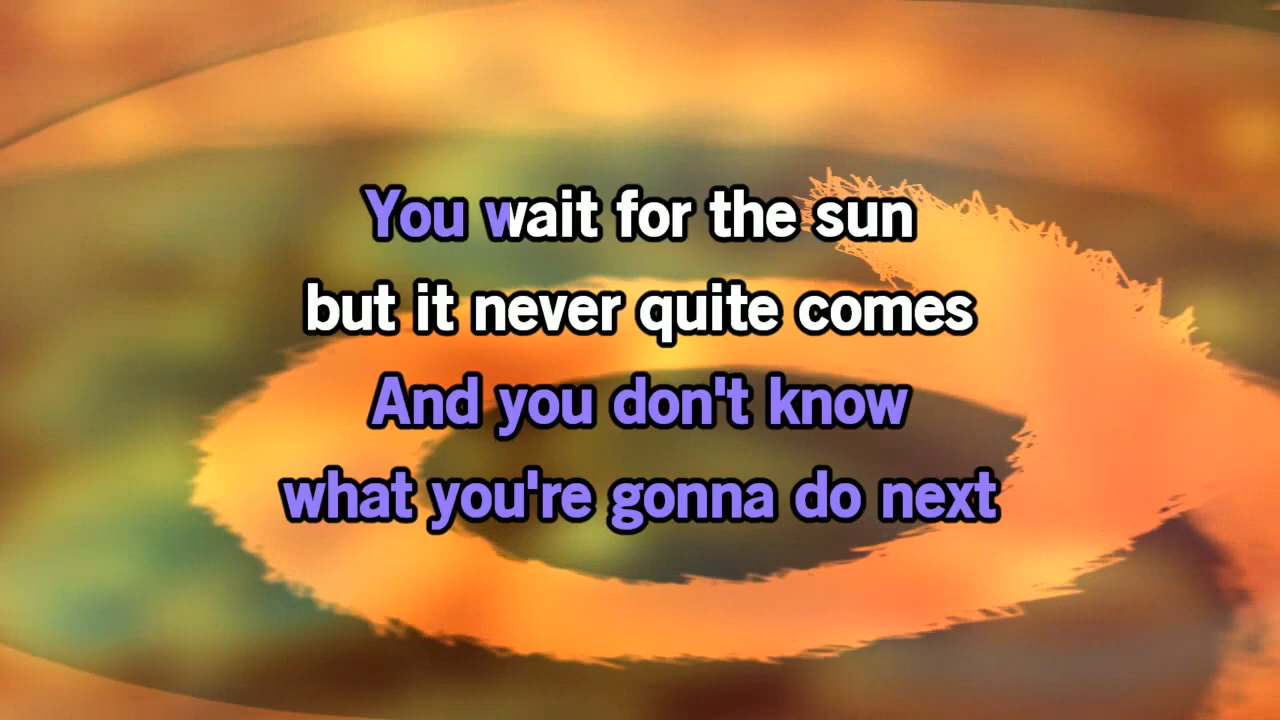 You wait for the sun
but it never quite comes
And you don't know
what you're gonna do next